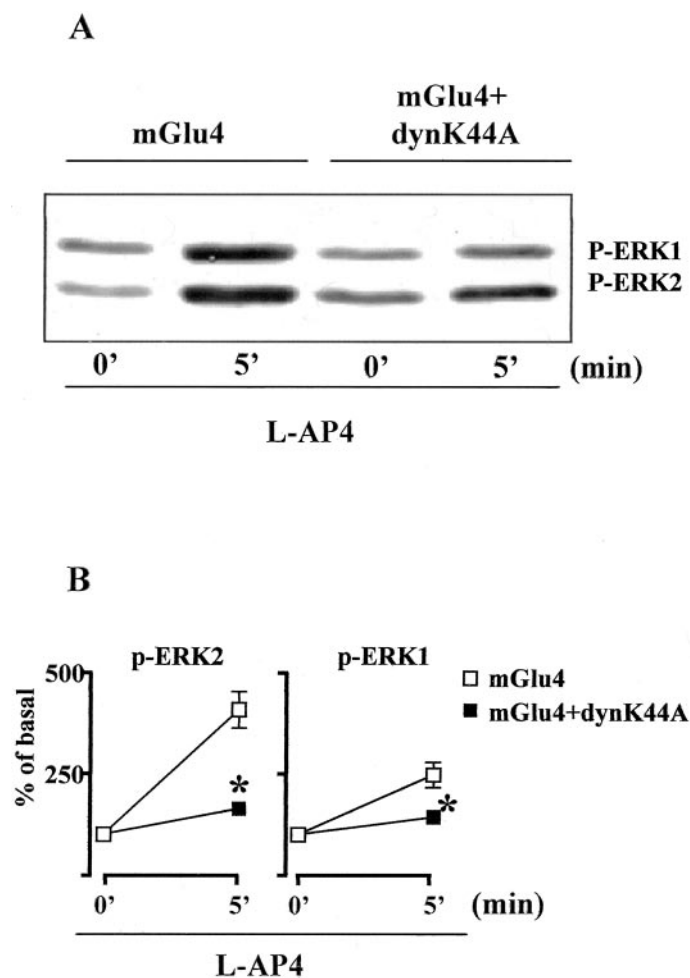 A
mGlu4
mGlu4+
dynK44A
P-ERK1
P-ERK2
0’ 5’ 0’ 5’ (min)
L-AP4
B
p-ERK2 p-ERK1
500
250
% of basal
mGlu4
mGlu4+dynK44A
*
*
0’ 5’ 0’ 5’ (min)
L-AP4